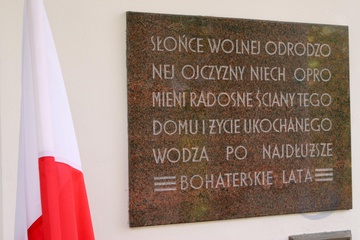 SŁOŃCE WOLNEJ ODRODZO
NEJ OJCZYZNY NIECH OPRO
MIENI RADOSNE ŚCIANY TEGO
DOMU I ŻYCIE UKOCHANEGO
WODZA PO NAJDŁUŻSZE
BOHATERSKIE LATA